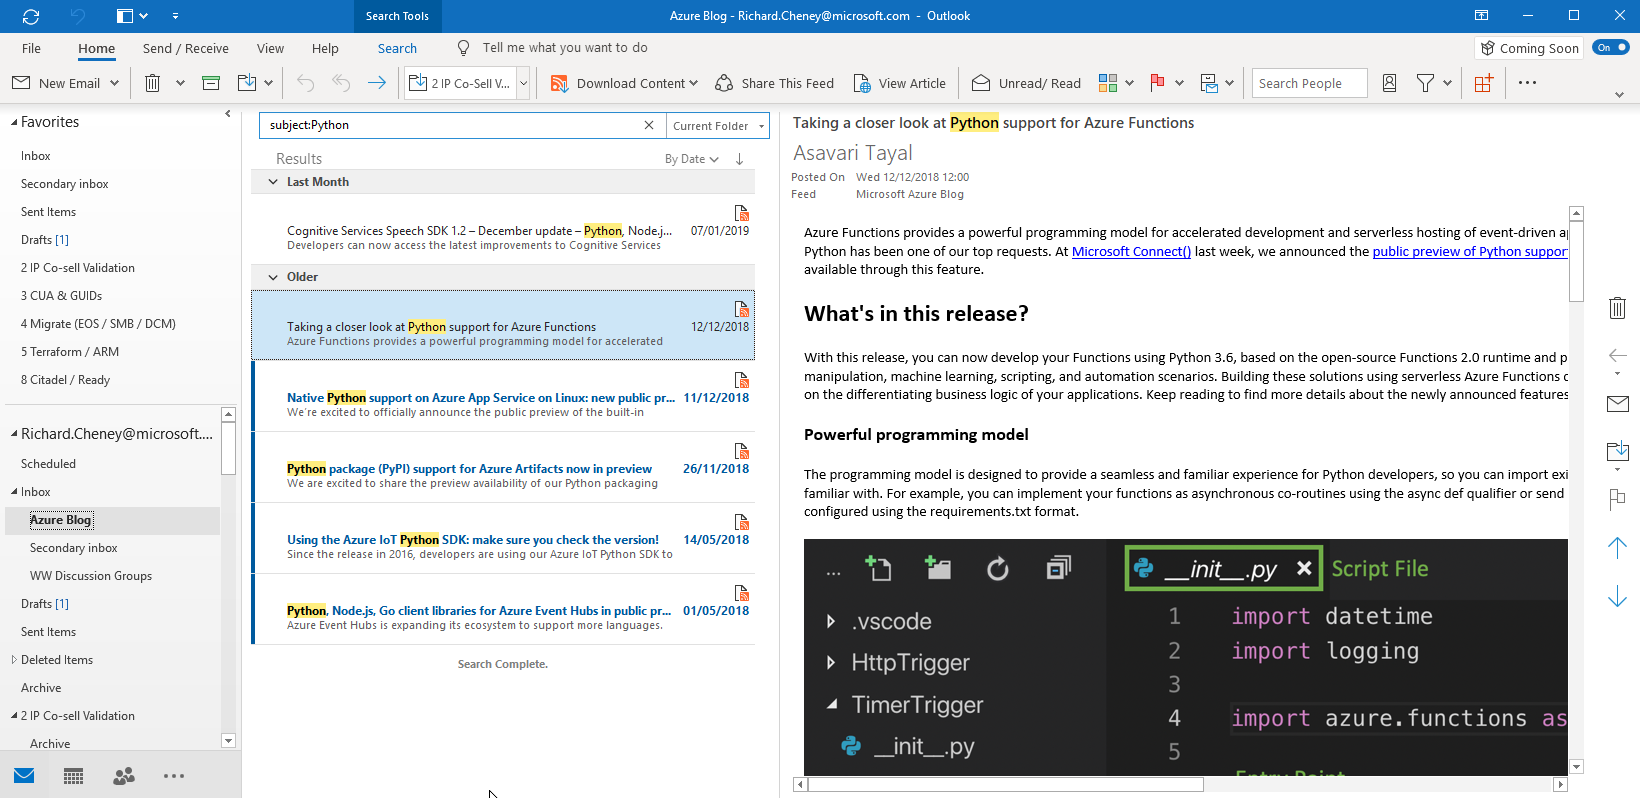 Search Tools
Azure Blog - Richard.Cheney@microsoft.com - Outlook
File
Home
Send / Receive
View
Help
Search
Tell me what you want to do
Coming Soon
On
New Email
2 IP Co-Sell V...
Download Content
Share This Feed
View Article
Unread/ Read
Search People
Favorites
Inbox
Secondary inbox
Sent Items
Drafts [1]
2 IP Co-sell Validation
3 CUA & GUIDs
4 Migrate (EOS / SMB / DCM)
5 Terraform / ARM
8 Citadel / Ready
Richard.Cheney@microsoft....
Scheduled
Inbox
Azure Blog
Secondary inbox
WW Discussion Groups
Drafts [1]
Sent Items
Deleted Items
Archive
2 IP Co-sell Validation
Archive
subject:Python
Current Folder
Results
By Date
Last Month
Cognitive Services Speech SDK 1.2 – December update – Python, Node.j...
07/01/2019
Developers can now access the latest improvements to Cognitive Services
Older
Taking a closer look at Python support for Azure Functions
12/12/2018
Azure Functions provides a powerful programming model for accelerated
Native Python support on Azure App Service on Linux: new public pr...
11/12/2018
We're excited to officially announce the public preview of the built-in
Python package (PyPI) support for Azure Artifacts now in preview
26/11/2018
We are excited to share the preview availability of our Python packaging
Using the Azure IoT Python SDK: make sure you check the version!
14/05/2018
Since the release in 2016, developers are using our Azure IoT Python SDK to
Python, Node.js, Go client libraries for Azure Event Hubs in public pr...
01/05/2018
Azure Event Hubs is expanding its ecosystem to support more languages.
Search Complete.
Taking a closer look at Python support for Azure Functions
Asavari Tayal
Posted On Wed 12/12/2018 12:00
Feed Microsoft Azure Blog
Azure Functions provides a powerful programming model for accelerated development and serverless hosting of event-driven
Python has been one of our top requests. At Microsoft Connect() last week, we announced the public preview of Python suppor
available through this feature.
What's in this release?
With this release, you can now develop your Functions using Python 3.6, based on the open-source Functions 2.0 runtime and p
manipulation, machine learning, scripting, and automation scenarios. Building these solutions using serverless Azure Functions
on the differentiating business logic of your applications. Keep reading to find more details about the newly announced features
Powerful programming model
The programming model is designed to provide a seamless and familiar experience for Python developers, so you can import exi
familiar with. For example, you can implement your functions as asynchronous co-routines using the async def qualifier or send
configured using the requirements.txt format.
...
__init__.py
Script File
.vscode
HttpTrigger
TimerTrigger
__init__.py
1 import datetime
2 import logging
3
4 import azure.functions as
5